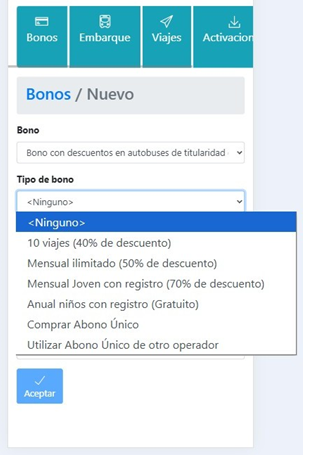 Bonos
Embarque
Viajes
Activacion
Bonos / Nuevo
Bono
Bono con descuentos en autobuses de titularidad
Tipo de bono
<Ninguno>
<Ninguno>
10 viajes (40% de descuento)
Mensual ilimitado (50% de descuento)
Mensual Joven con registro (70% de descuento)
Anual niños con registro (Gratuito)
Comprar Abono Único
Utilizar Abono Único de otro operador
Aceptar